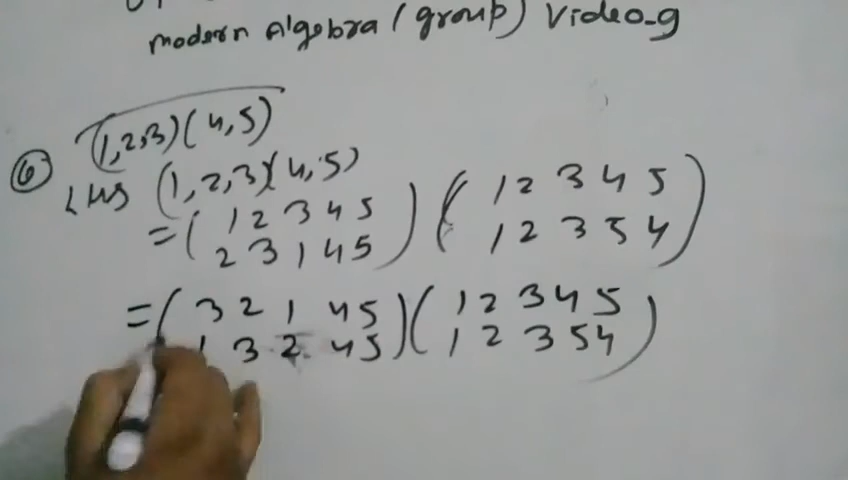 modern Algebra (group) Video-9
(1,2,3)(4,5)
⑥
LHS (1,2,3)(4,5)
= ( 1 2 3 4 5 ) ( 1 2 3 4 5 )
2 3 1 4 5 1 2 3 5 4
= ( 3 2 1 4 5 ) ( 1 2 3 4 5 )
1 3 2 4 5 1 2 3 5 4